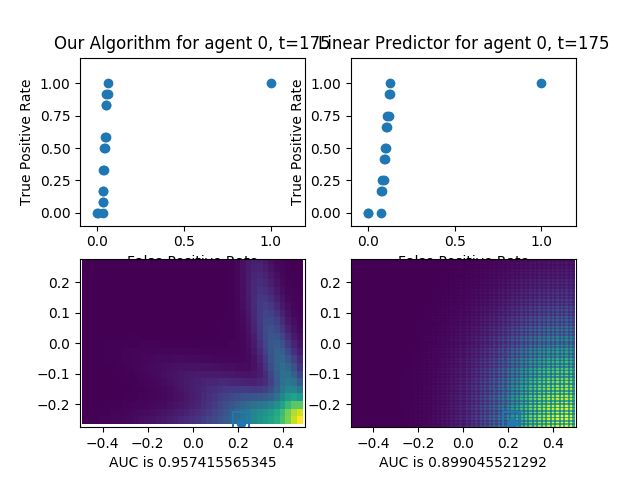 Our Algorithm for agent 0, t=175
Linear Predictor for agent 0, t=175
True Positive Rate
1.00
0.75
0.50
0.25
0.00
0.0 0.5 1.0
False Positive Rate
True Positive Rate
1.00
0.75
0.50
0.25
0.00
0.0 0.5 1.0
False Positive Rate
0.2
0.1
0.0
−0.1
−0.2
−0.4 −0.2 0.0 0.2 0.4
AUC is 0.957415565345
0.2
0.1
0.0
−0.1
−0.2
−0.4 −0.2 0.0 0.2 0.4
AUC is 0.899045521292